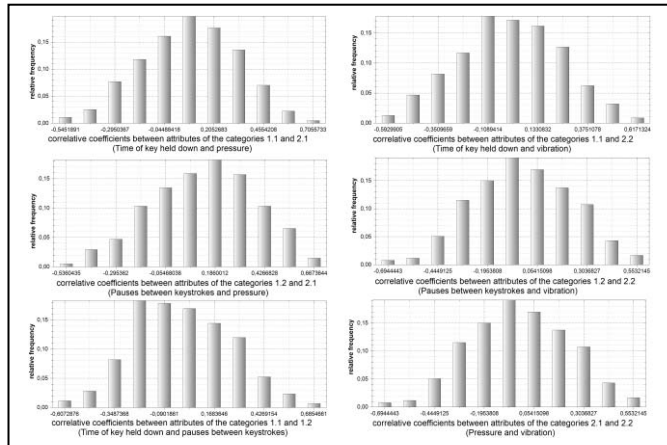 relative frequency
0,15
0,10
0,05
0,00
-0,5451891 -0,2950367 -0,04488418 0,2052683 0,4554208 0,7055733
correlative coefficients between attributes of the categories 1.1 and 2.1
(Time of key held down and pressure)
relative frequency
0,15
0,10
0,05
0,00
-0,1089414 0,1330832 0,3751079 0,6171324
correlative coefficients between attributes of the categories 1.1 and 2.2
(Time of key held down and vibration)
relative frequency
0,15
0,10
0,05
0,00
-0,5360435 -0,295362 -0,05468036 0,1860012 0,4266828 0,6673644
correlative coefficients between attributes of the categories 1.2 and 2.1
(Pauses between keystrokes and pressure)
relative frequency
0,15
0,10
0,05
0,00
-0,6944443 -0,4449125 -0,1953808 0,05415098 0,3036827 0,5532145
correlative coefficients between attributes of the categories 1.2 and 2.2
(Pauses between keystrokes and vibration)
relative frequency
0,15
0,10
0,05
0,00
-0,6072876 -0,3487368 -0,0901861 0,1683646 0,4269154 0,6854661
correlative coefficients between attributes of the categories 1.1 and 1.2
(Time of key held down and pauses between keystrokes)
relative frequency
0,15
0,10
0,05
0,00
-0,6944443 -0,4449125 -0,1953808 0,05415098 0,3036827 0,5532145
correlative coefficients between attributes of the categories 2.1 and 2.2
(Pressure and vibration)